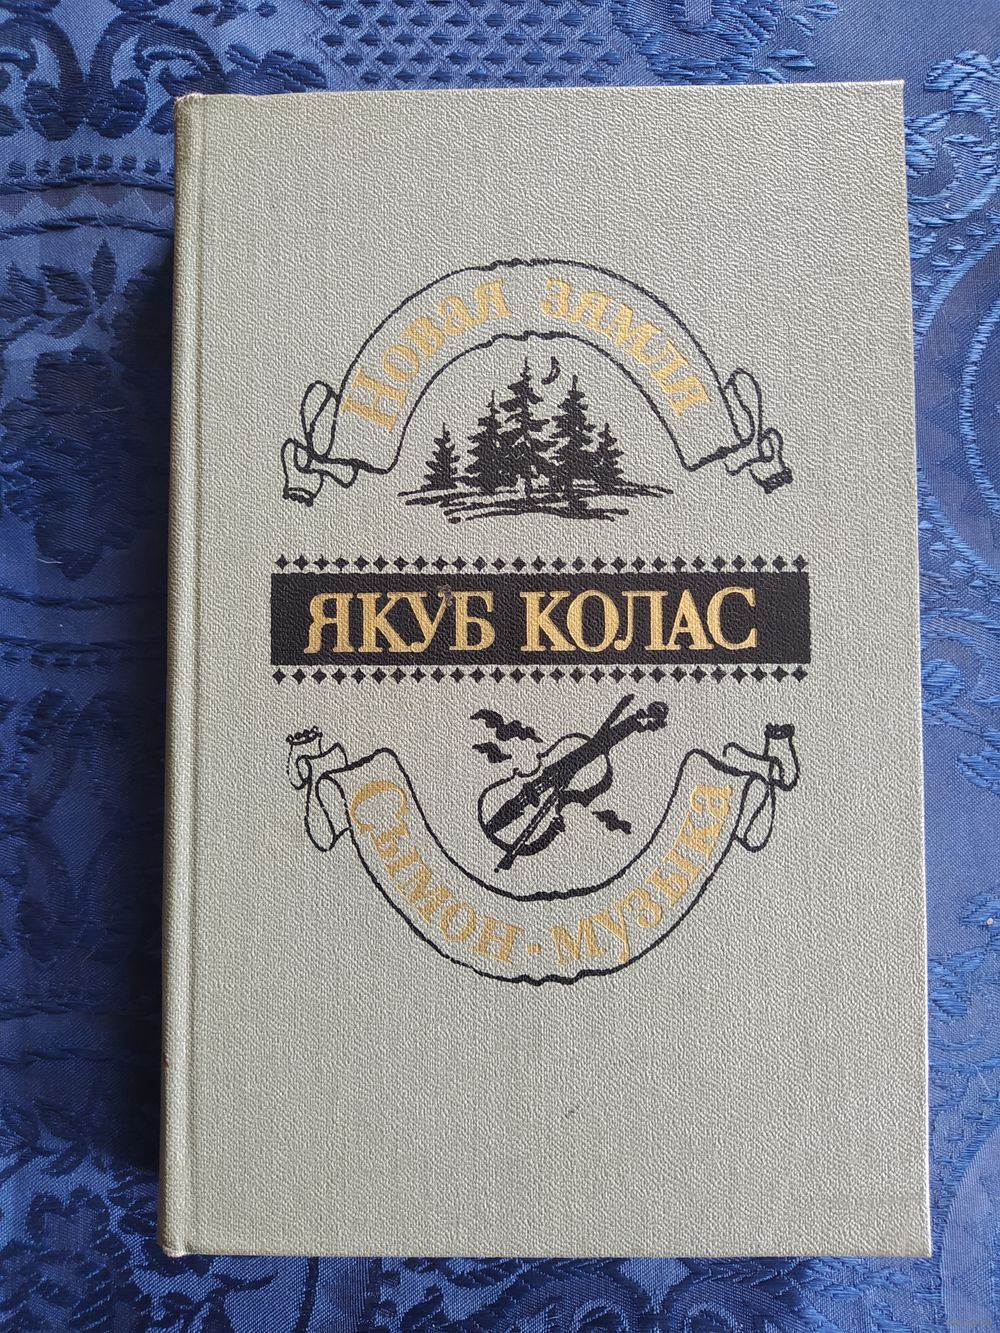 Новая зямля
ЯКУБ КОЛАС
Сымон-музыка